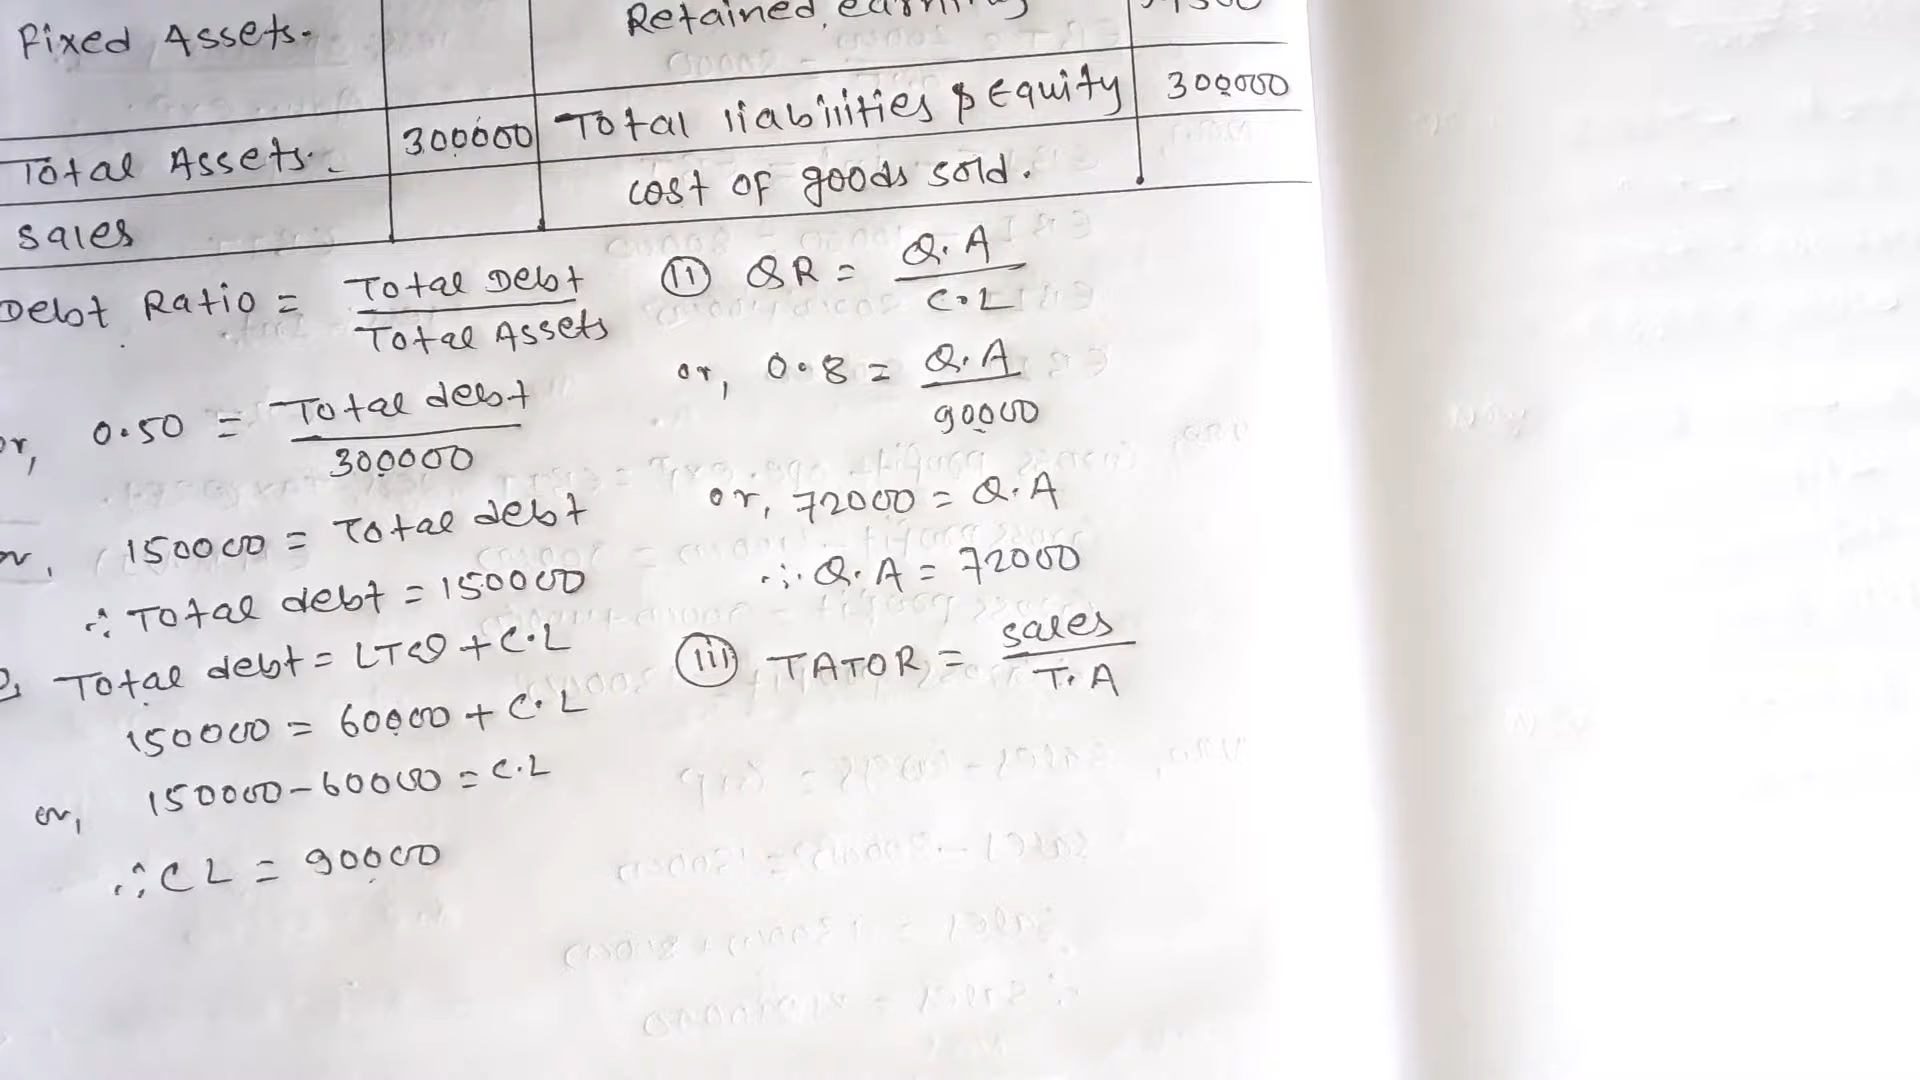 Fixed Assets.
Retained earning
Total Assets. 300000 Total liabilities & Equity 300000
Sales cost of goods sold.
Debt Ratio = Total Debt / Total Assets
or, 0.50 = Total debt / 300000
150000 = Total debt
∴ Total debt = 150000
Total debt = LTD + C.L
150000 = 60000 + C.L
or, 150000-60000 = C.L
∴ CL = 90000
(ii) QR = Q.A / C.L
or, 0.8 = Q.A / 90000
or, 72000 = Q.A
∴ Q.A = 72000
(iii) TATOR = sales / T.A